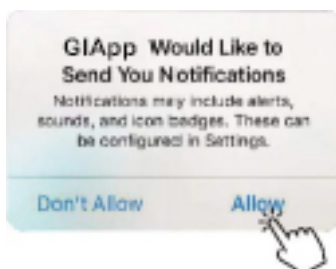 GIApp Would Like to
Send You Notifications
Notifications may include alerts,
sounds, and icon badges. These can
be configured in Settings.
Don't Allow
Allow